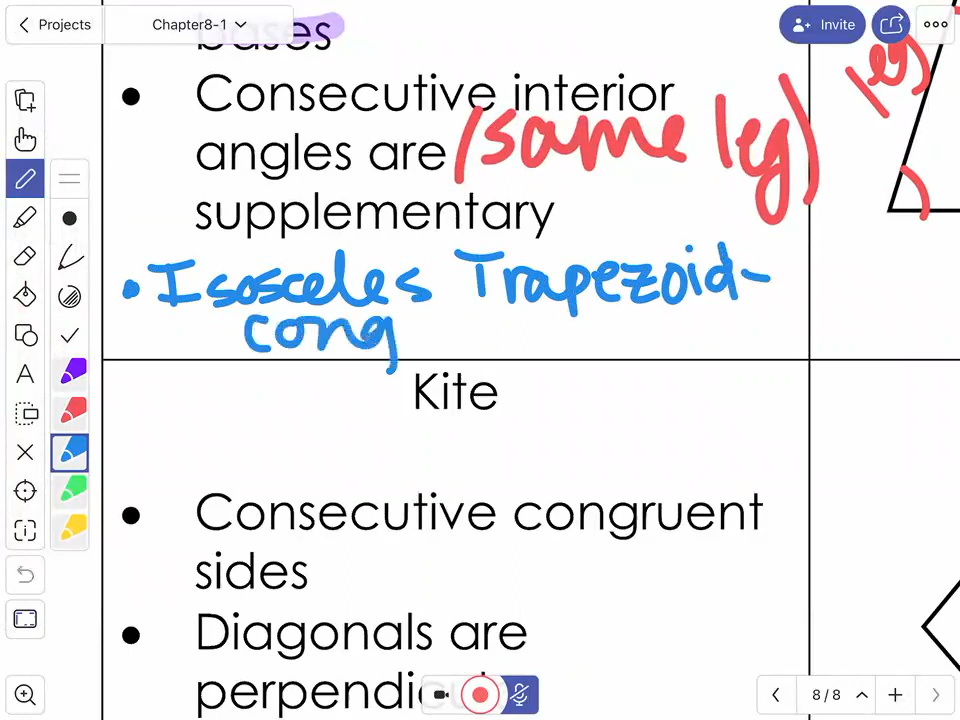 Projects
Chapter8-1
Invite
bases
leg
• Consecutive interior
angles are (same leg)
supplementary
• Isosceles Trapezoid-
cong
Kite
• Consecutive congruent
sides
• Diagonals are
8/8